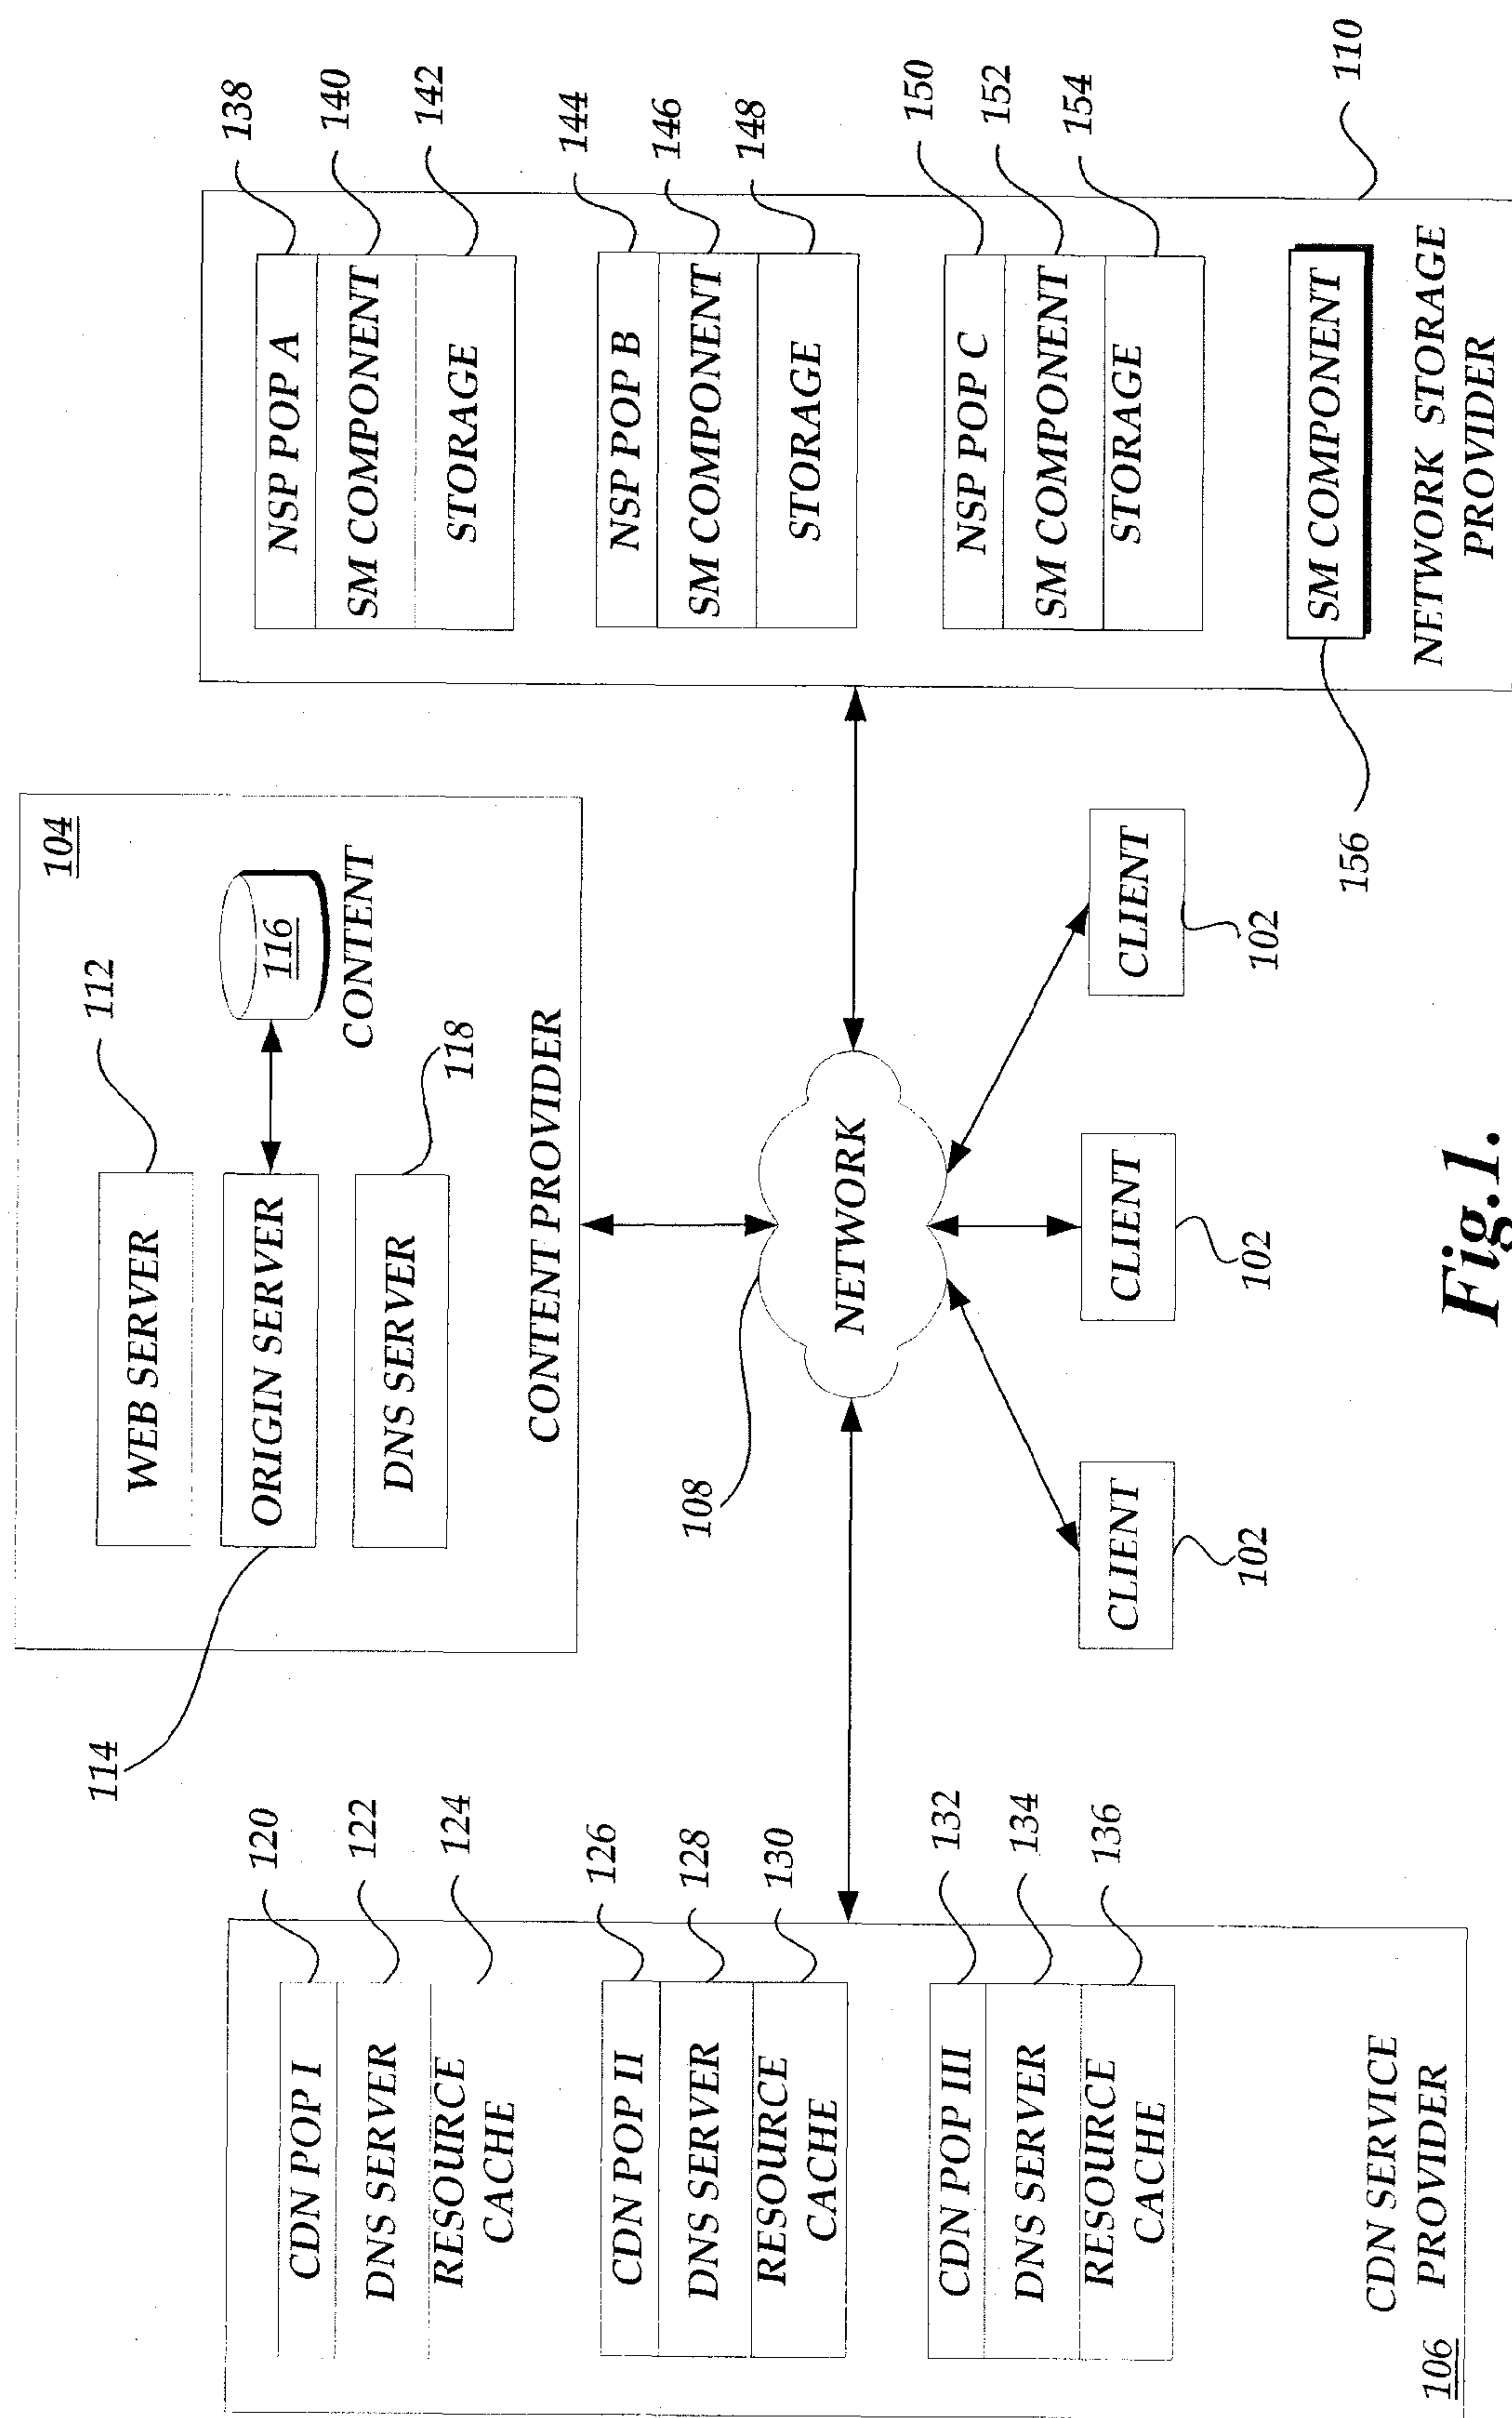 104
112
WEB SERVER
ORIGIN SERVER
116
CONTENT
DNS SERVER
118
CONTENT PROVIDER
114
120
CDN POP I
122
DNS SERVER
124
RESOURCE
CACHE
126
CDN POP II
128
DNS SERVER
130
RESOURCE
CACHE
132
CDN POP III
134
DNS SERVER
136
RESOURCE
CACHE
CDN SERVICE
PROVIDER
106
108
NETWORK
CLIENT
102
CLIENT
102
CLIENT
102
138
NSP POP A
140
SM COMPONENT
142
STORAGE
144
NSP POP B
146
SM COMPONENT
148
STORAGE
150
NSP POP C
152
SM COMPONENT
154
STORAGE
SM COMPONENT
156
110
NETWORK STORAGE
PROVIDER
Fig.1.